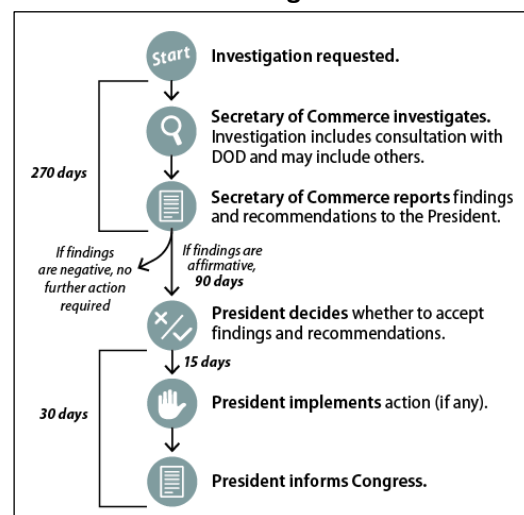 Start
Investigation requested.
Secretary of Commerce investigates.
Investigation includes consultation with
DOD and may include others.
270 days
Secretary of Commerce reports findings
and recommendations to the President.
If findings
are negative, no
further action
required
If findings are
affirmative,
90 days
President decides whether to accept
findings and recommendations.
15 days
30 days
President implements action (if any).
President informs Congress.